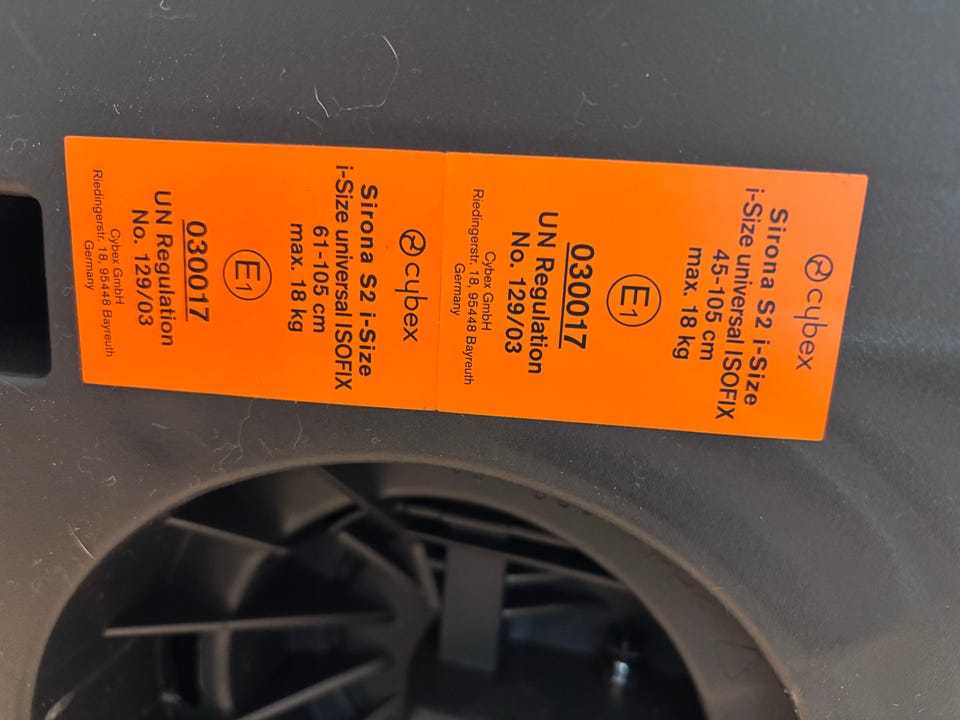 cybex
Sirona S2 i-Size
i-Size universal ISOFIX
45-105 cm
max. 18 kg
E1
030017
UN Regulation
No. 129/03
Cybex GmbH
Riedingerstr. 18, 95448 Bayreuth
Germany
cybex
Sirona S2 i-Size
i-Size universal ISOFIX
61-105 cm
max. 18 kg
E1
030017
UN Regulation
No. 129/03
Cybex GmbH
Riedingerstr. 18, 95448 Bayreuth
Germany